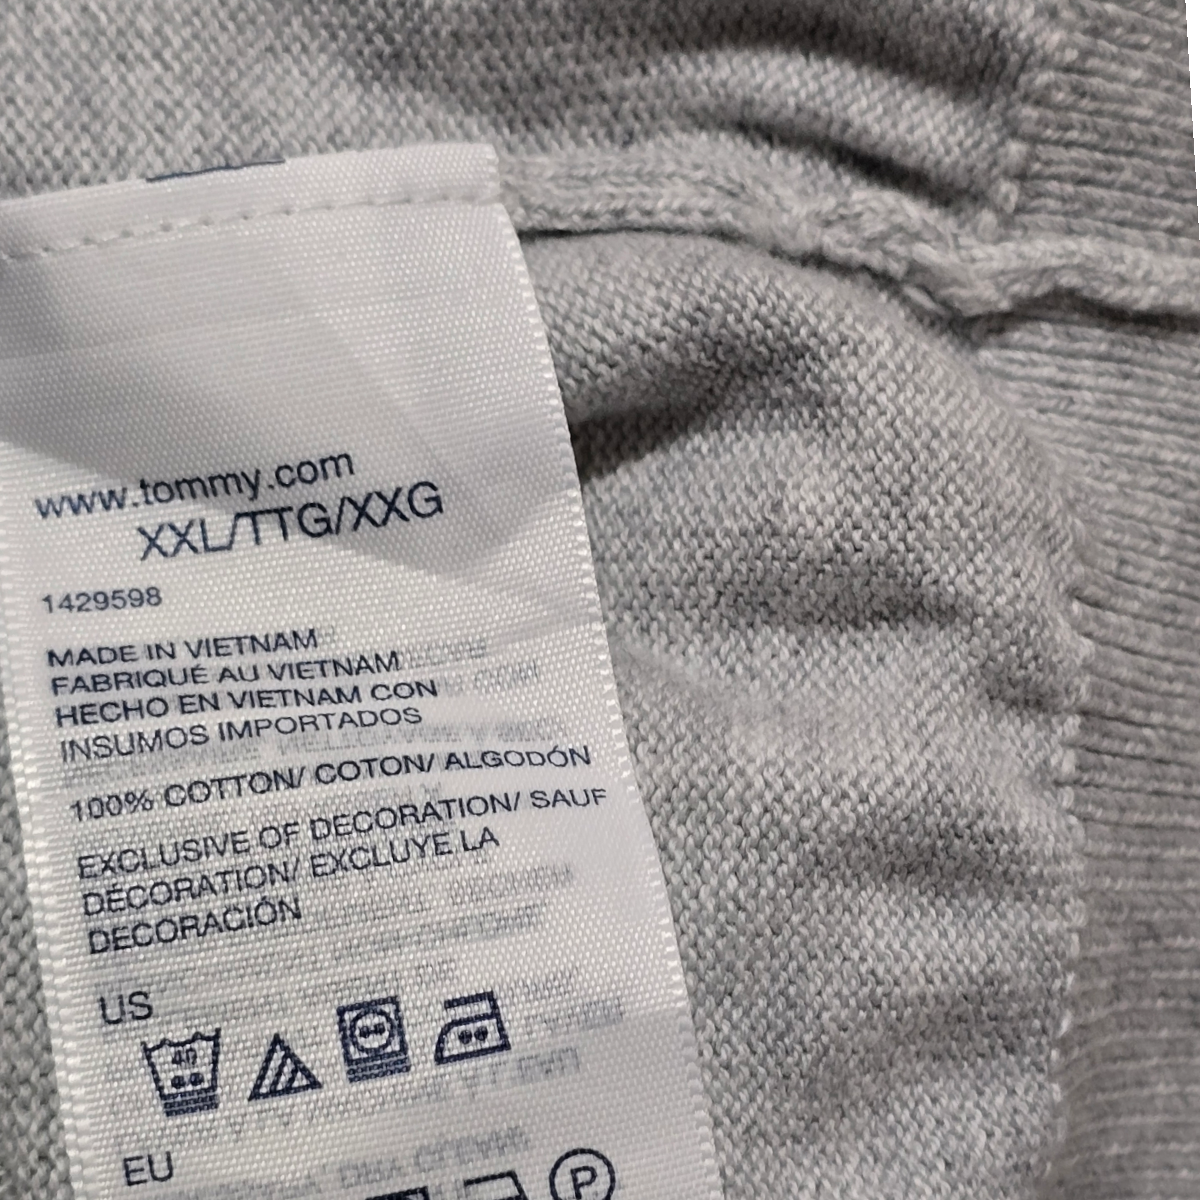 www.tommy.com
XXL/TTG/XXG
1429598
MADE IN VIETNAM
FABRIQUÉ AU VIETNAM
HECHO EN VIETNAM CON
INSUMOS IMPORTADOS
100% COTTON/ COTON/ ALGODÓN
EXCLUSIVE OF DECORATION/ SAUF
DÉCORATION/ EXCLUYE LA
DECORACIÓN
US
40
EU
P